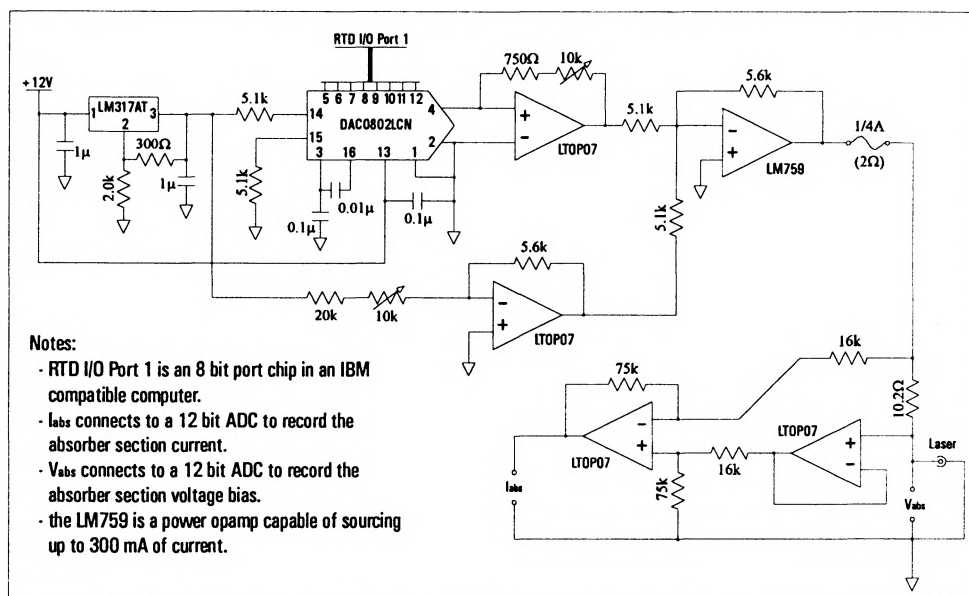 RTD I/O Port 1
+12V
LM317AT
1
3
2
300Ω
2.0k
1μ
1μ
5.1k
5.1k
14
15
5 6 7 8 9 10 11 12
DAC0802LCN
4
2
3 16 13 1
0.01μ
0.1μ
0.1μ
750Ω
10k
+
-
LTOP07
5.1k
5.6k
-
+
LM759
1/4A
(2Ω)
5.1k
20k
10k
5.6k
-
+
LTOP07
16k
10.2Ω
75k
-
+
LTOP07
16k
75k
LTOP07
+
-
Laser
Iabs
Vabs
Notes:
· RTD I/O Port 1 is an 8 bit port chip in an IBM
compatible computer.
· Iabs connects to a 12 bit ADC to record the
absorber section current.
· Vabs connects to a 12 bit ADC to record the
absorber section voltage bias.
· the LM759 is a power opamp capable of sourcing
up to 300 mA of current.